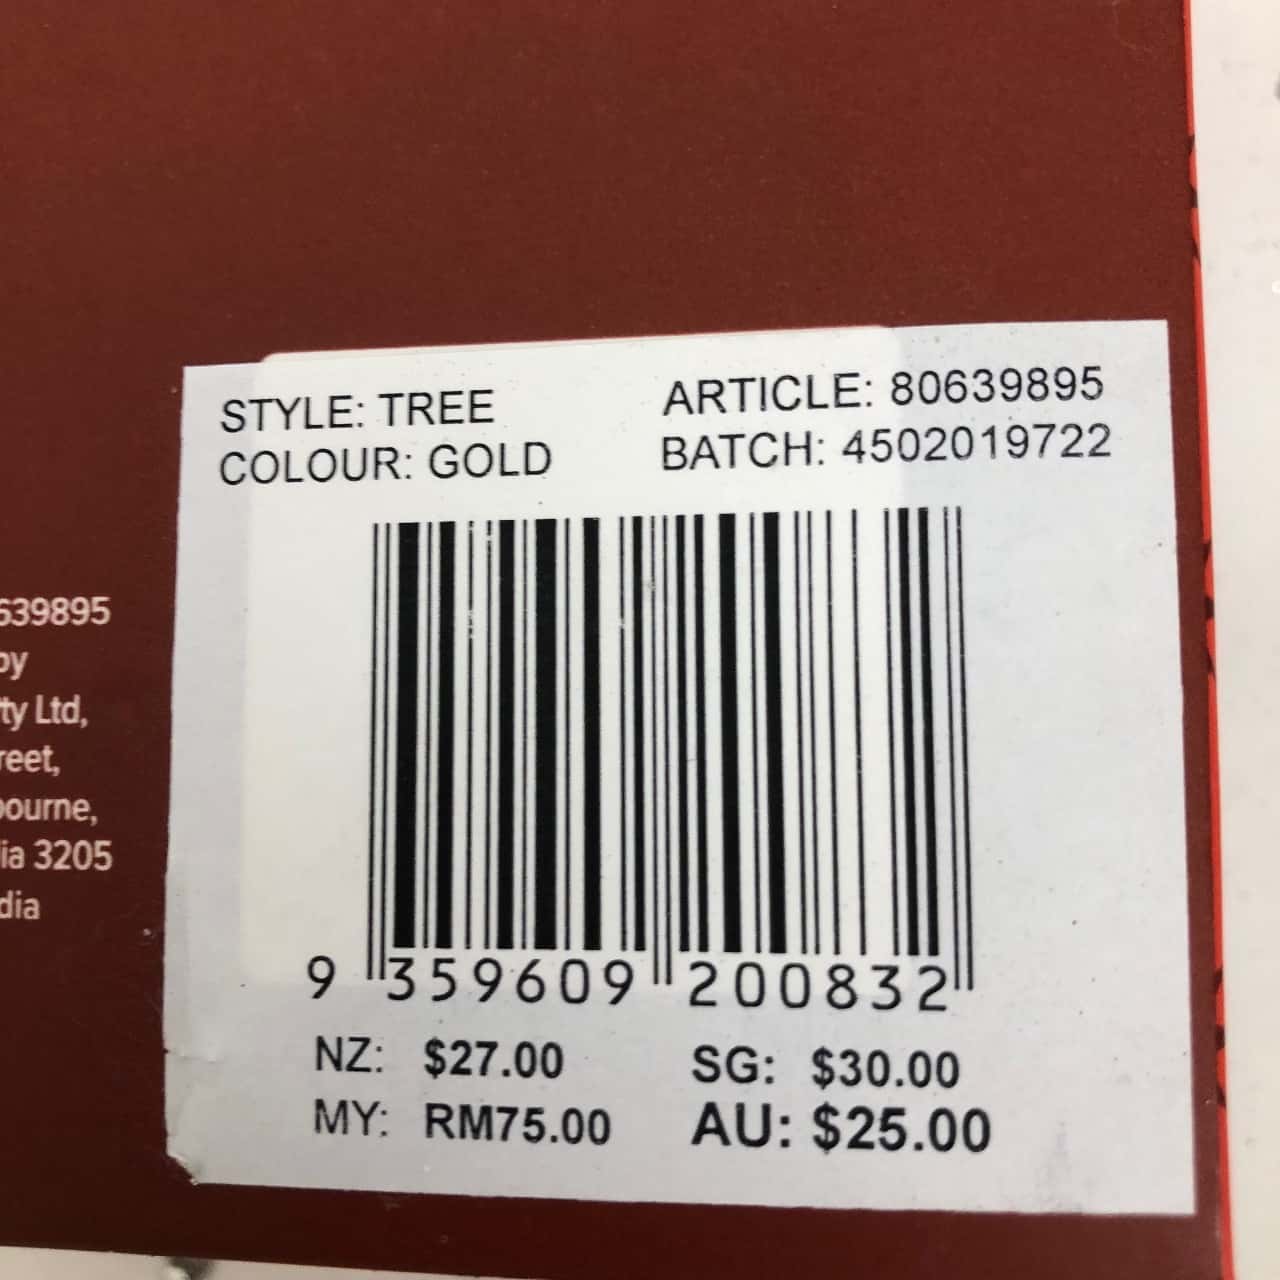 STYLE: TREE
COLOUR: GOLD
ARTICLE: 80639895
BATCH: 4502019722
9 359609 200832
NZ: $27.00
SG: $30.00
MY: RM75.00
AU: $25.00
639895
by
ty Ltd,
reet,
bourne,
ia 3205
dia